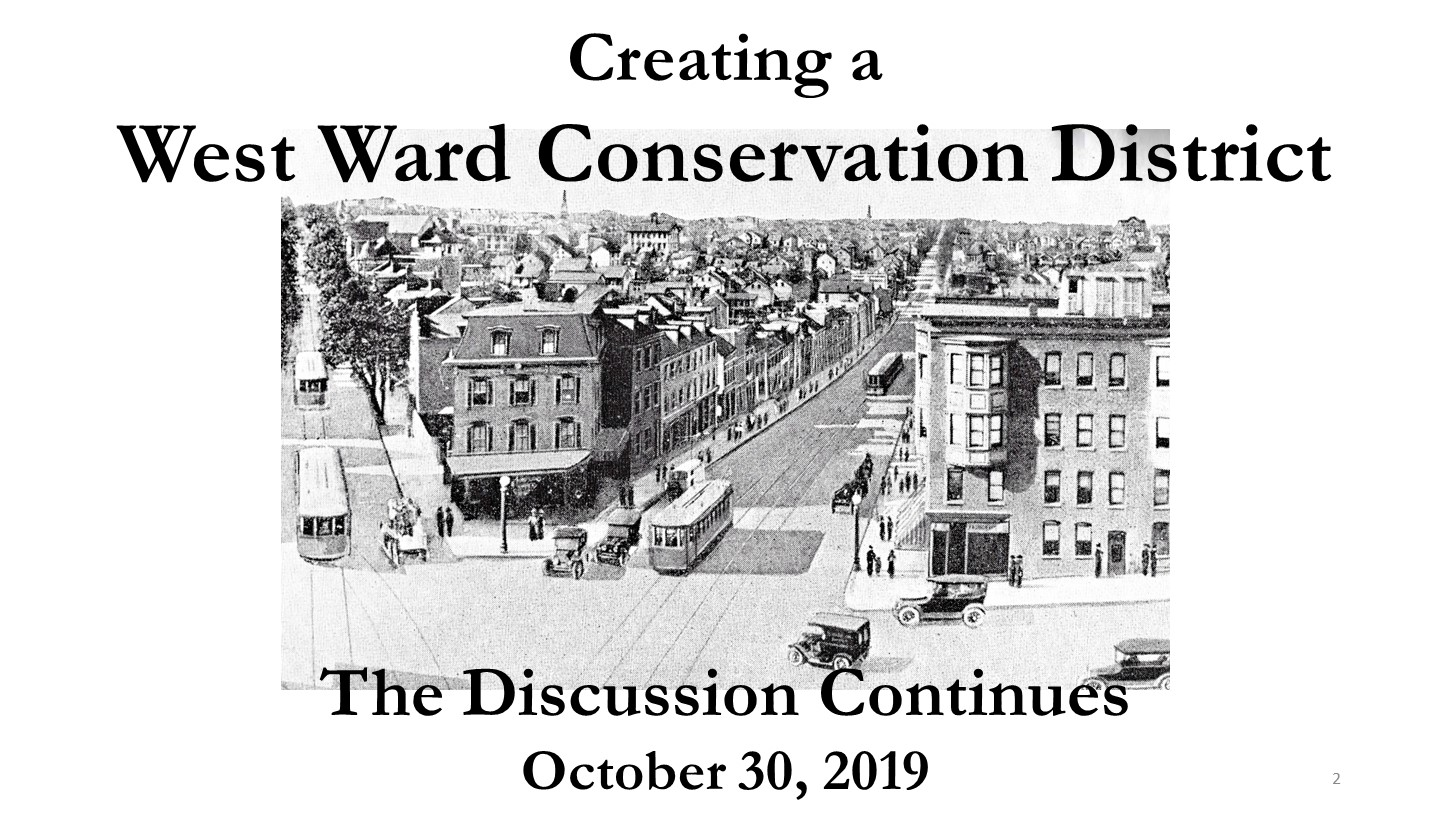 Creating a
West Ward Conservation District
The Discussion Continues
October 30, 2019
2